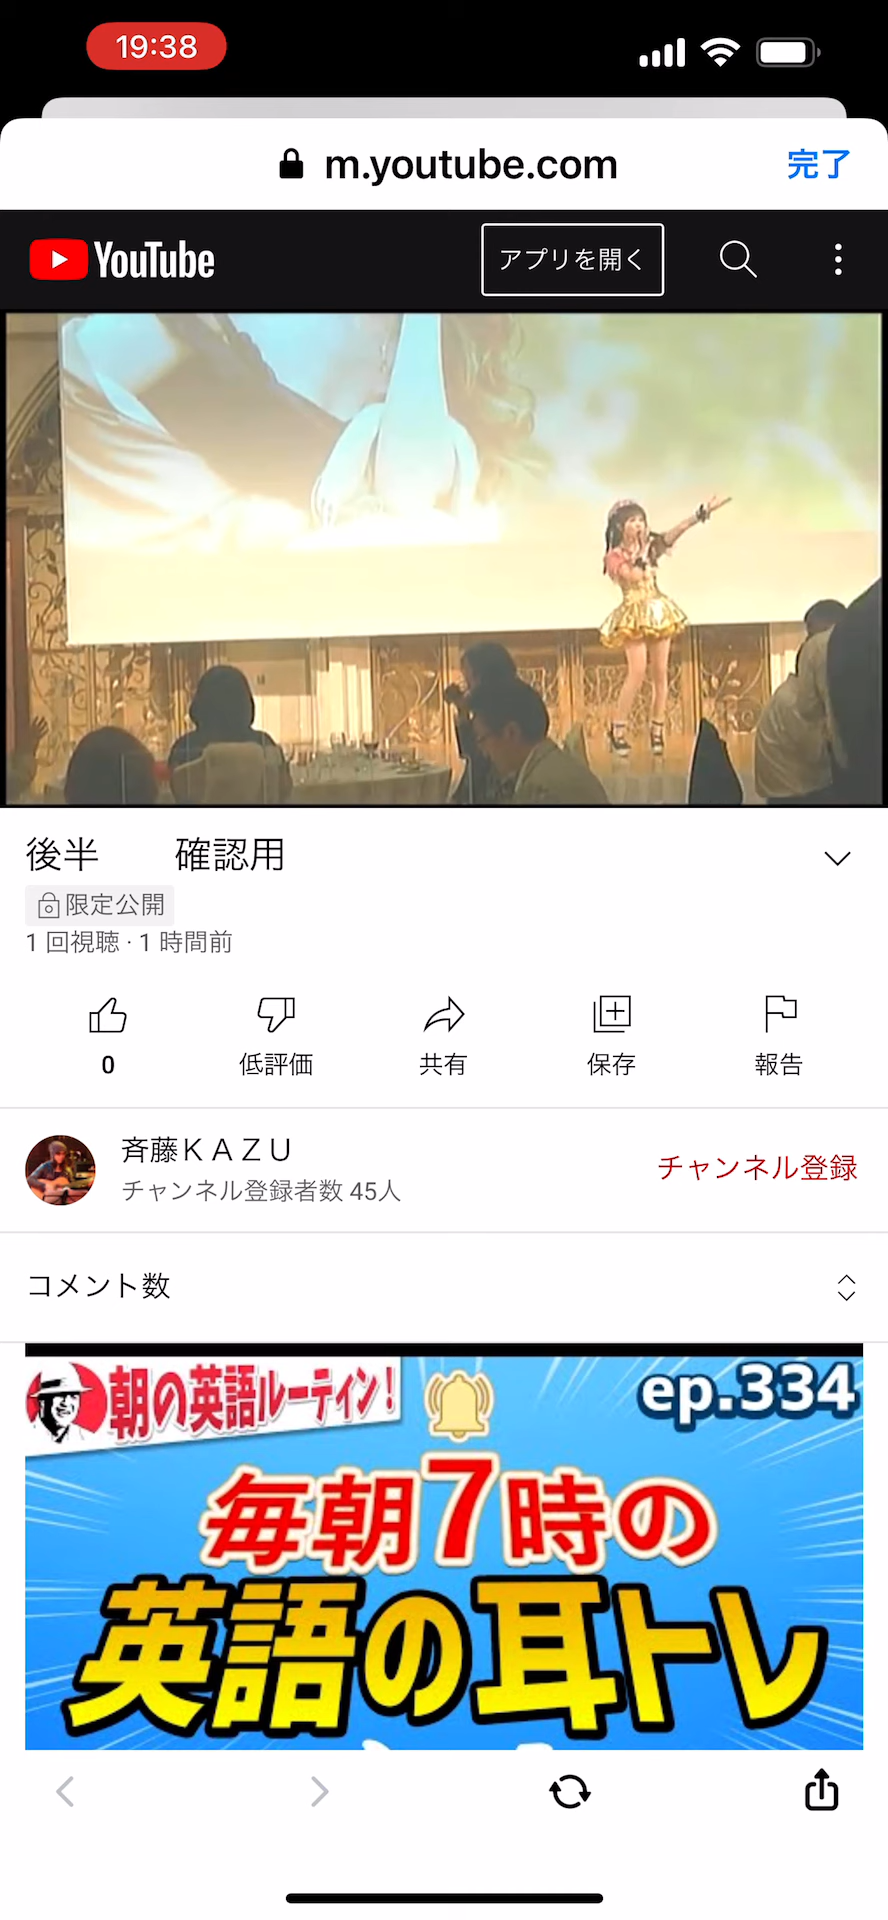 19:38
m.youtube.com
完了
YouTube
アプリを開く
後半 確認用
限定公開
1 回視聴 · 1 時間前
0
低評価
共有
保存
報告
斉藤ＫＡＺＵ
チャンネル登録者数 45人
チャンネル登録
コメント数
朝の英語ルーティン!
ep.334
毎朝7時の
英語の耳トレ